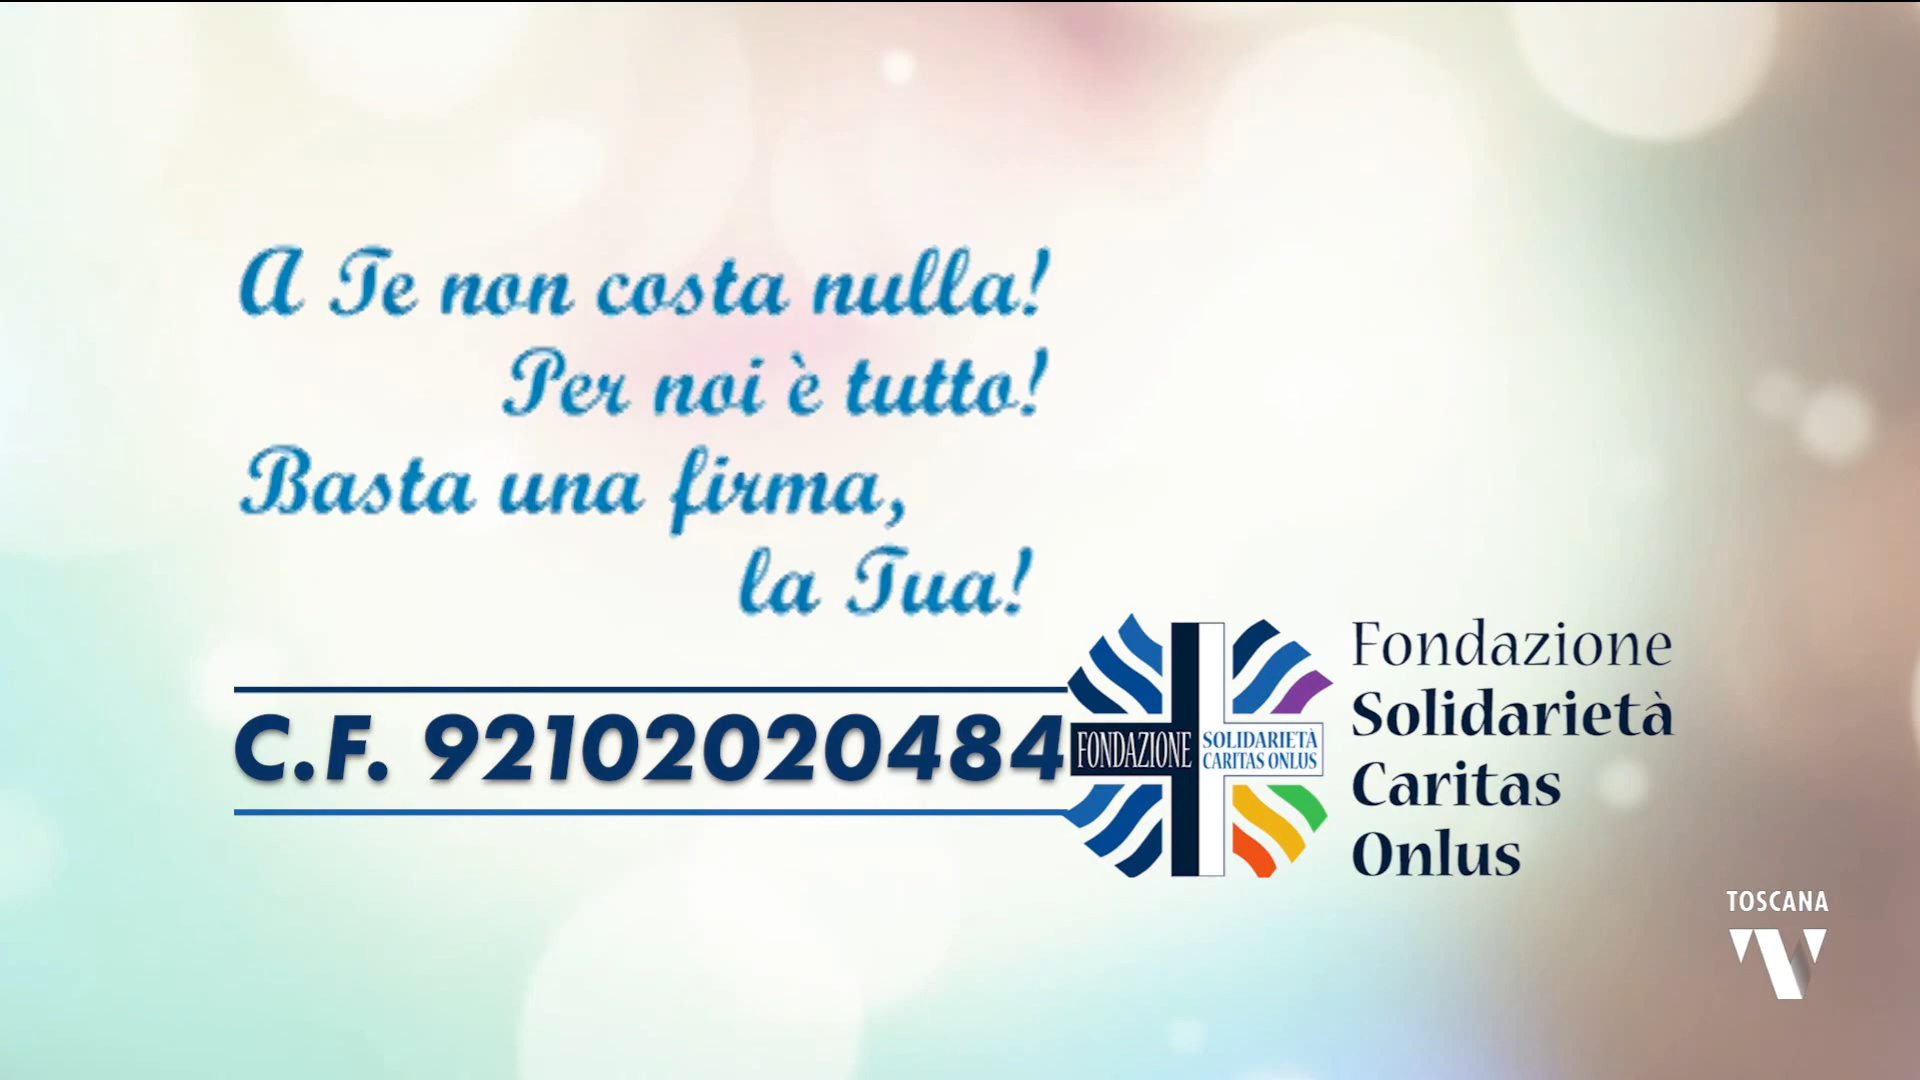 A Te non costa nulla!
Per noi è tutto!
Basta una firma,
la Tua!
C.F. 92102020484
FONDAZIONE
SOLIDARIETÀ
CARITAS ONLUS
Fondazione
Solidarietà
Caritas
Onlus
TOSCANA
TV